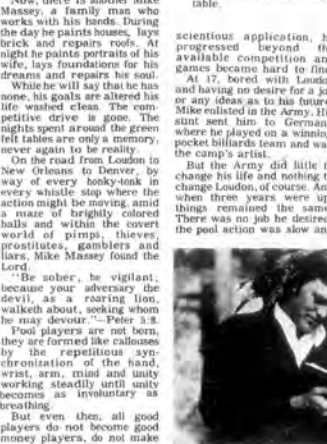 Now, there is another Mike
Massey, a family man who
works with his hands. During
the day he paints houses, lays
brick and repairs roofs. At
night he paints portraits of his
wife, lays foundations for his
dreams and repairs his soul.
While he will say that he has
none, his goals are altered his
life washed clean. The com-
petitive drive is gone. The
nights spent around the green
felt tables are only a memory,
never again to be reality.
On the road from Loudon to
New Orleans to Denver, by
way of every honky-tonk in
every whistle stop where the
action might be moving, amid
a maze of brightly colored
balls and within the covert
world of pimps, thieves,
prostitutes, gamblers and
liars, Mike Massey found the
Lord.
"Be sober, be vigilant,
because your adversary the
devil, as a roaring lion,
walketh about, seeking whom
he may devour."—Peter 5:8.
Pool players are not born,
they are formed like callouses
by the repetitious syn-
chronization of the hand,
wrist, arm, mind and unity
working steadily until unity
becomes as involuntary as
breathing.
But even then, all good
players do not become good
money players, do not make
table.
scientious application, h
progressed beyond th
available competition an
games became hard to find
At 17, bored with Loudon
and having no desire for a jo
or any ideas as to his future
Mike enlisted in the Army. Hi
stint sent him to German
where he played on a winnin
pocket billiards team and wa
the camp's artist.
But the Army did little t
change his life and nothing t
change Loudon, of course. An
when three years were up
things remained the same
There was no job he desired
the pool action was slow an